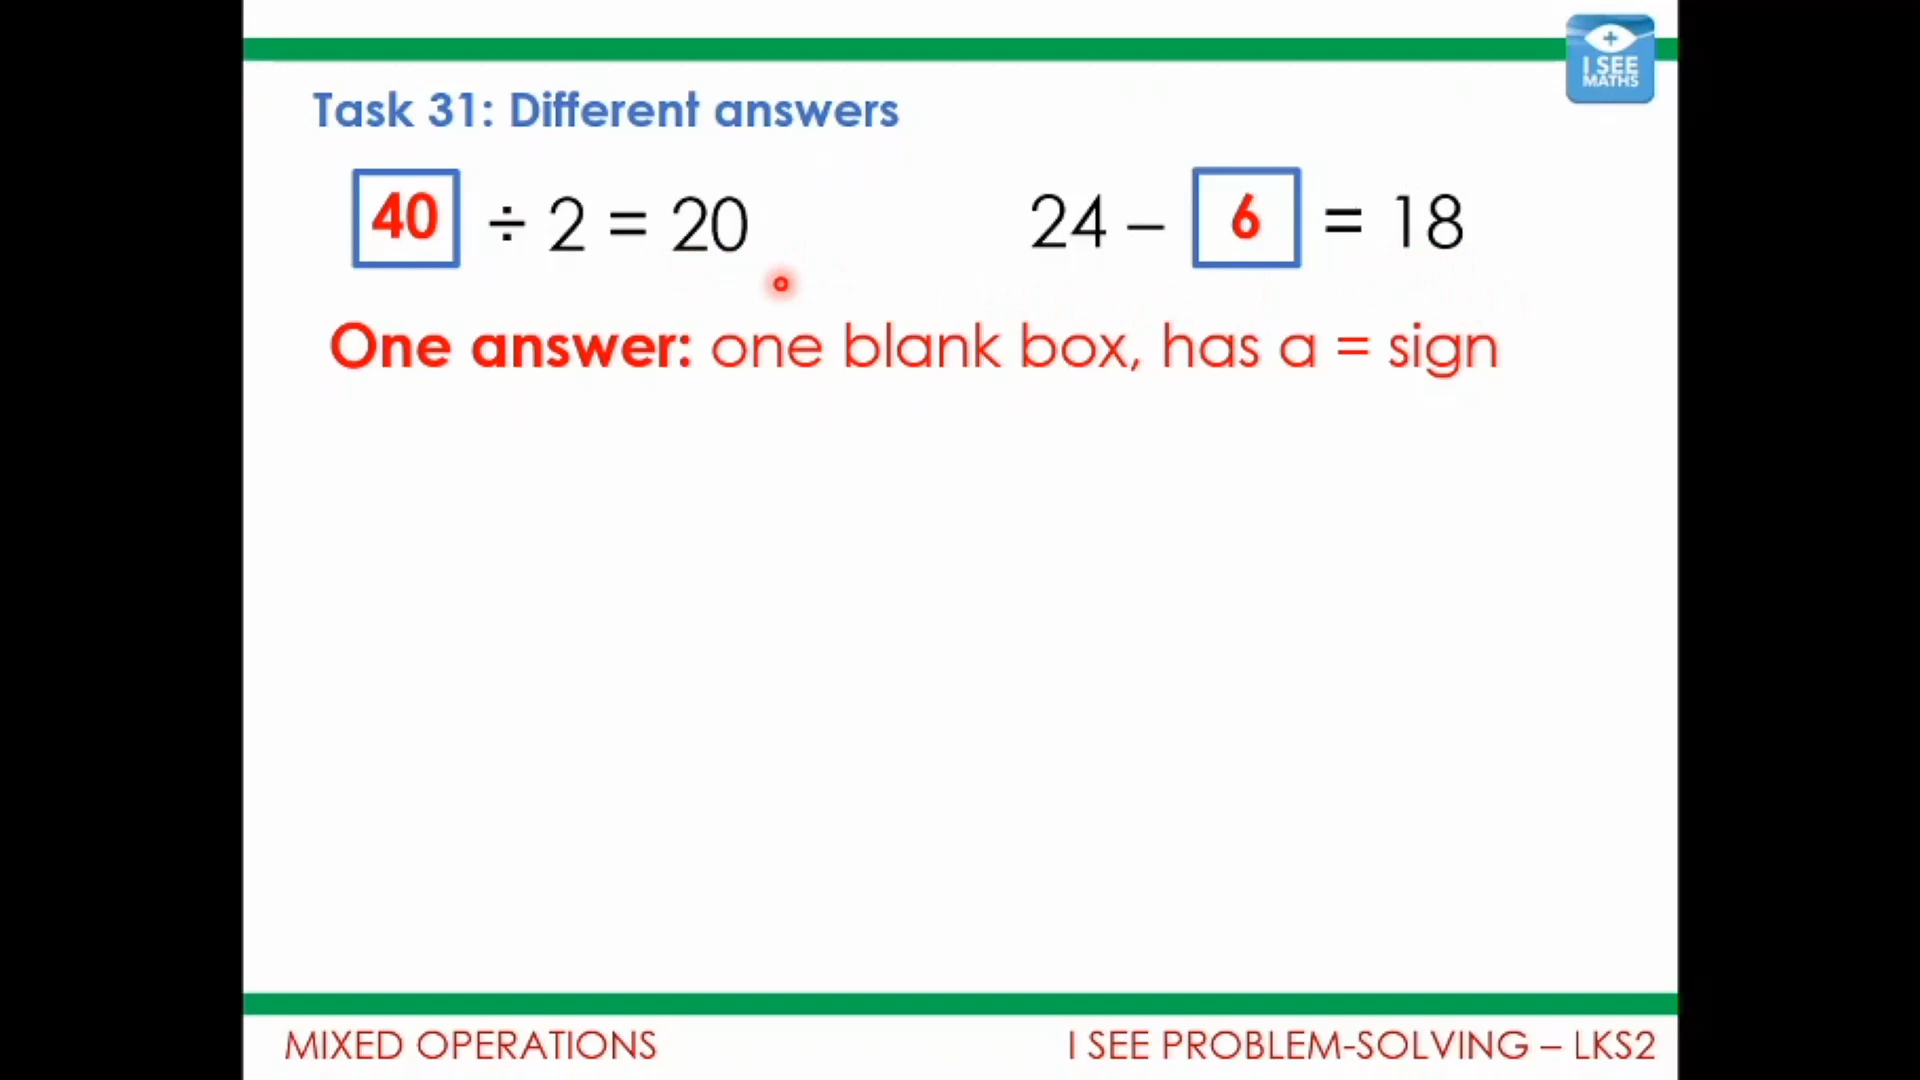 I SEE
MATHS
Task 31: Different answers
40 ÷ 2 = 20
24 – 6 = 18
One answer: one blank box, has a = sign
MIXED OPERATIONS
I SEE PROBLEM-SOLVING – LKS2